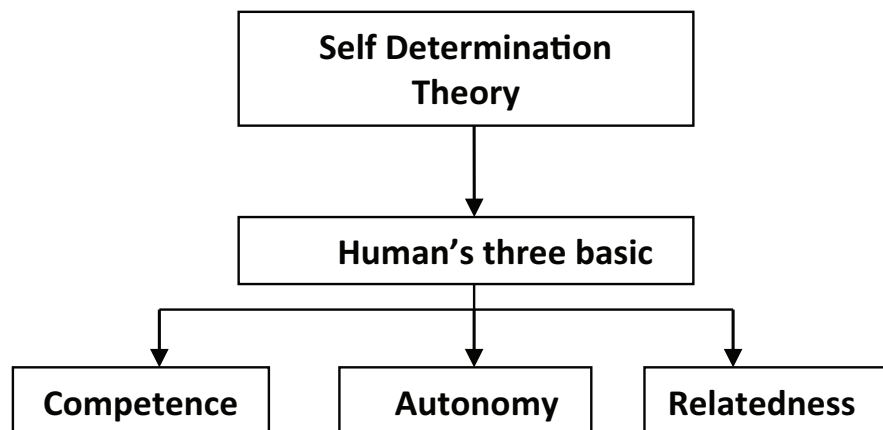 Self Determination
Theory
Human’s three basic
Competence
Autonomy
Relatedness